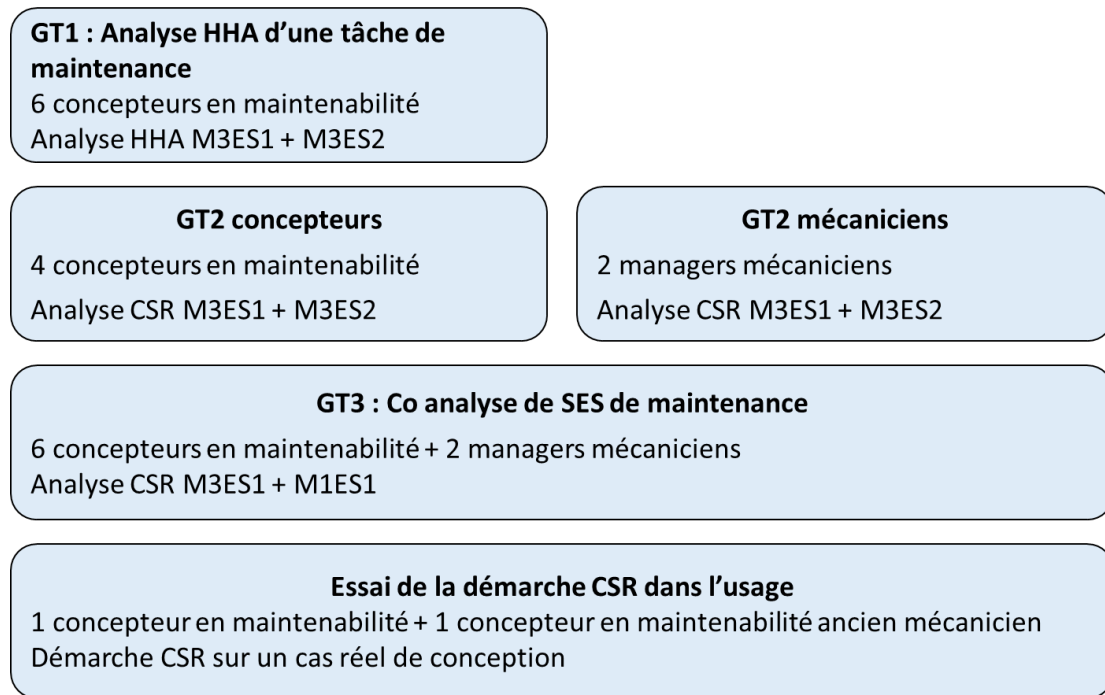 GT1 : Analyse HHA d’une tâche de
maintenance
6 concepteurs en maintenabilité
Analyse HHA M3ES1 + M3ES2
GT2 concepteurs
4 concepteurs en maintenabilité
Analyse CSR M3ES1 + M3ES2
GT2 mécaniciens
2 managers mécaniciens
Analyse CSR M3ES1 + M3ES2
GT3 : Co analyse de SES de maintenance
6 concepteurs en maintenabilité + 2 managers mécaniciens
Analyse CSR M3ES1 + M1ES1
Essai de la démarche CSR dans l’usage
1 concepteur en maintenabilité + 1 concepteur en maintenabilité ancien mécanicien
Démarche CSR sur un cas réel de conception